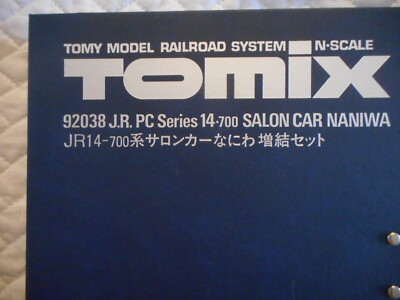 TOMY MODEL RAILROAD SYSTEM N-SCALE
TOMIX
92038 J.R. PC Series 14-700 SALON CAR NANIWA
JR14-700系サロンカーなにわ増結セット